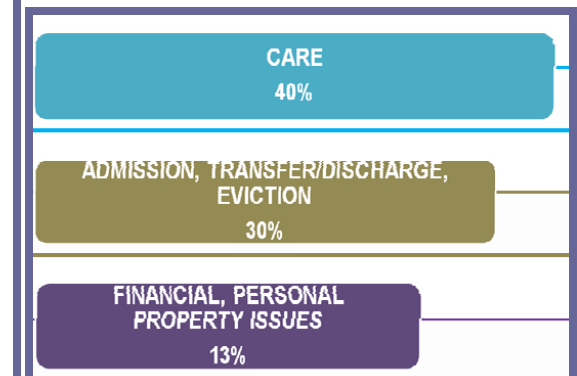 CARE
40%
ADMISSION, TRANSFER/DISCHARGE,
EVICTION
30%
FINANCIAL, PERSONAL
PROPERTY ISSUES
13%